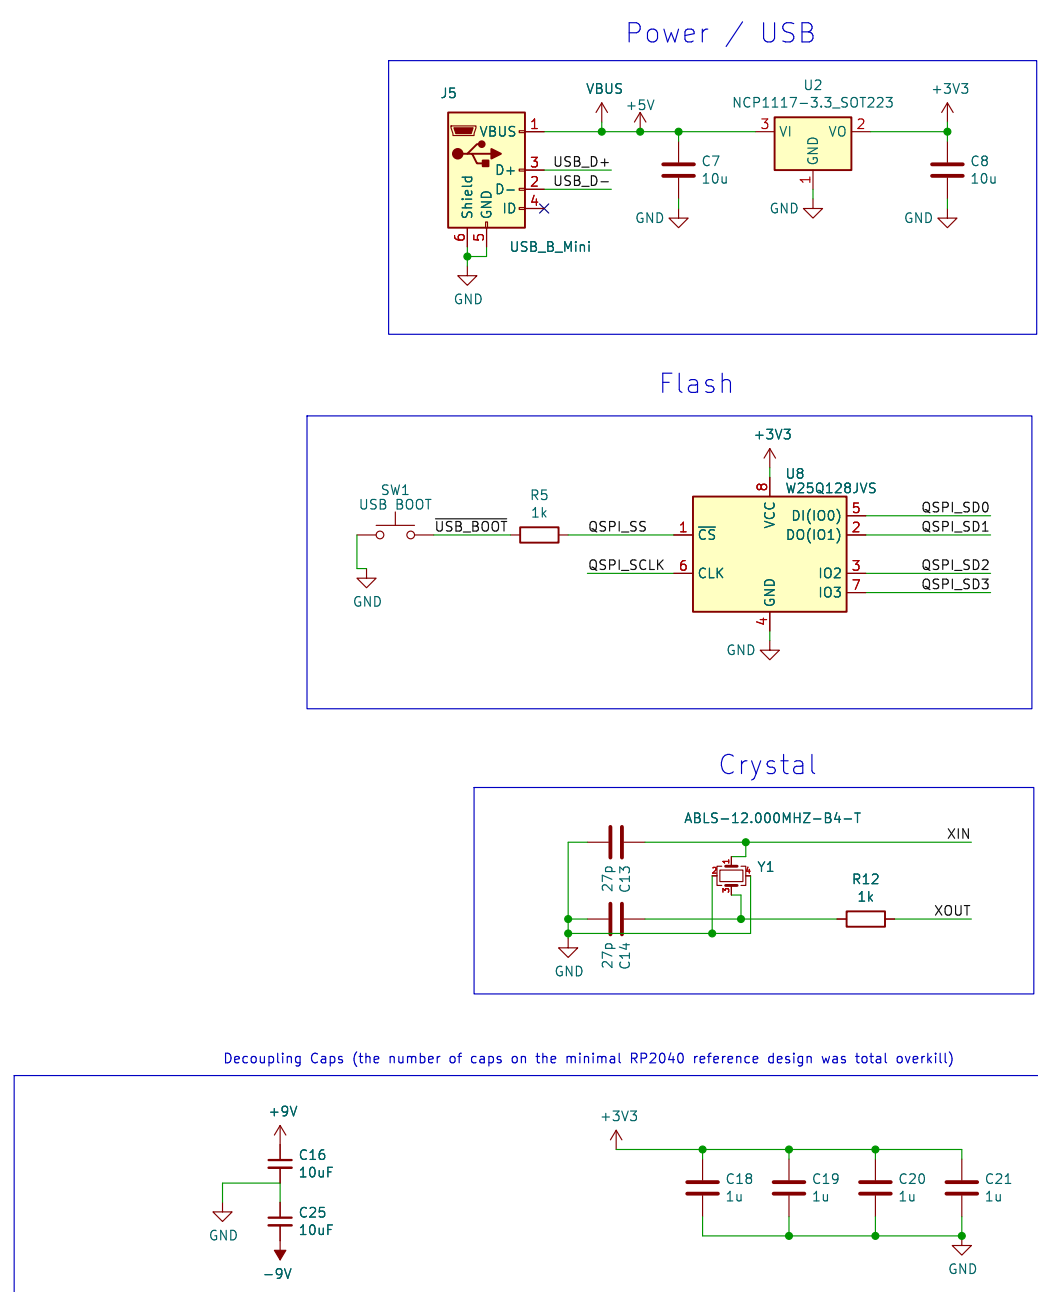 Power / USB
J5
VBUS
+5V
U2
NCP1117-3.3_SOT223
+3V3
VBUS
1
3
VI
VO
2
GND
1
USB_D+
D+
3
USB_D-
D-
2
ID
4
Shield
GND
6
5
C7
10u
C8
10u
GND
GND
GND
USB_B_Mini
GND
Flash
+3V3
SW1
USB BOOT
R5
1k
U8
W25Q128JVS
8
VCC
USB_BOOT
QSPI_SS
1
CS
DI(IO0)
5
QSPI_SD0
DO(IO1)
2
QSPI_SD1
QSPI_SCLK
6
CLK
IO2
3
QSPI_SD2
IO3
7
QSPI_SD3
GND
4
GND
GND
Crystal
ABLS-12.000MHZ-B4-T
XIN
27p
C13
1
2
4
3
Y1
R12
1k
XOUT
27p
C14
GND
Decoupling Caps (the number of caps on the minimal RP2040 reference design was total overkill)
+9V
C16
10uF
GND
C25
10uF
-9V
+3V3
C18
1u
C19
1u
C20
1u
C21
1u
GND